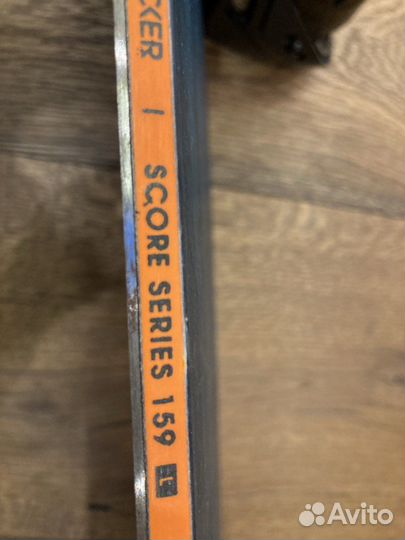 CKER | SCORE SERIES 159
Avito